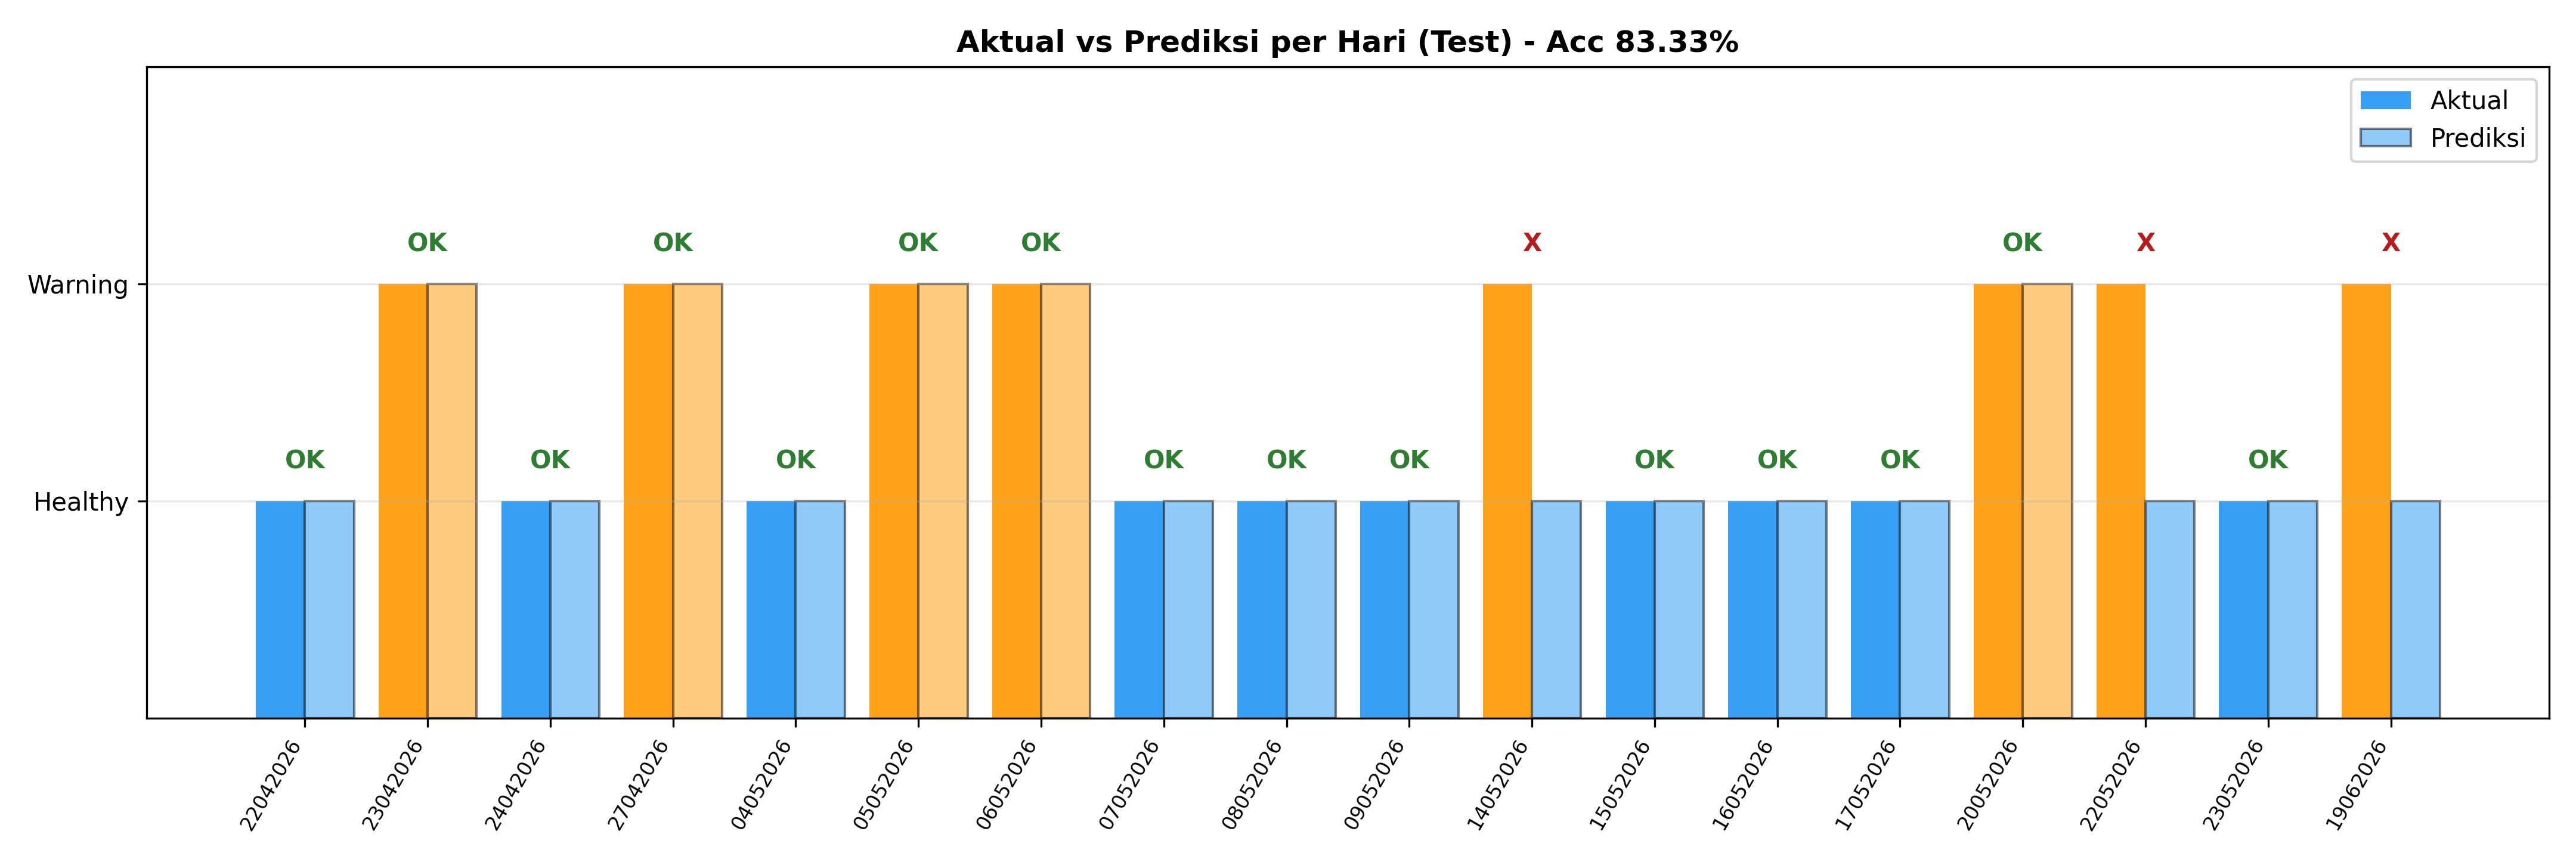 Aktual vs Prediksi per Hari (Test) - Acc 83.33%
Aktual
Prediksi
OK OK OK OK X OK X X
Warning
OK OK OK OK OK OK OK OK OK OK
Healthy
22042026 23042026 24042026 27042026 04052026 05052026 06052026 07052026 08052026 09052026 14052026 15052026 16052026 17052026 20052026 22052026 23052026 19062026